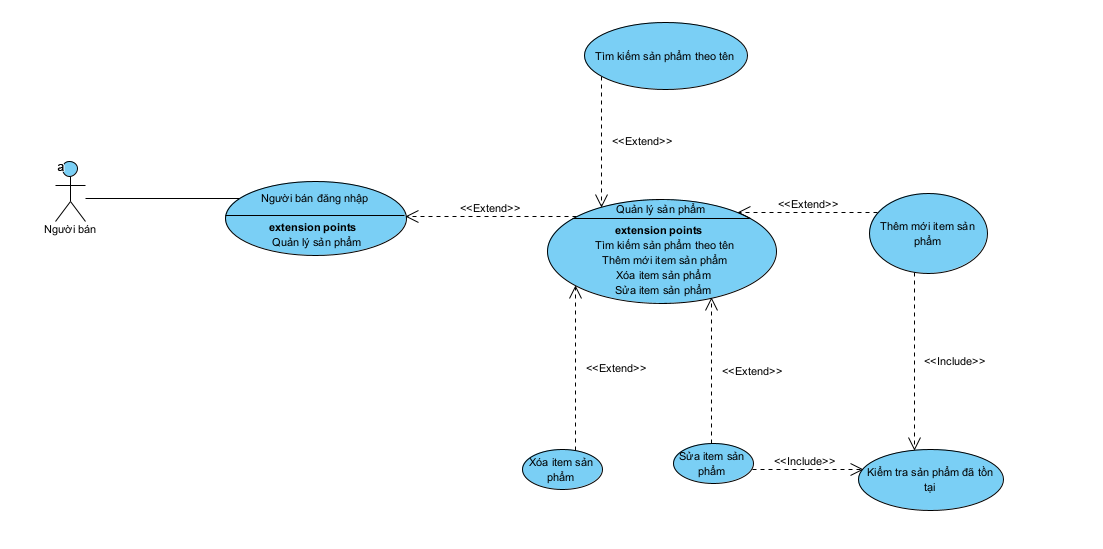 Tìm kiếm sản phẩm theo tên
<<Extend>>
a
Người bán
Người bán đăng nhập
extension points
Quản lý sản phẩm
<<Extend>>
Quản lý sản phẩm
extension points
Tìm kiếm sản phẩm theo tên
Thêm mới item sản phẩm
Xóa item sản phẩm
Sửa item sản phẩm
<<Extend>>
Thêm mới item sản
phẩm
<<Extend>>
<<Extend>>
<<Include>>
Xóa item sản
phẩm
Sửa item sản
phẩm
<<Include>>
Kiểm tra sản phẩm đã tồn
tại